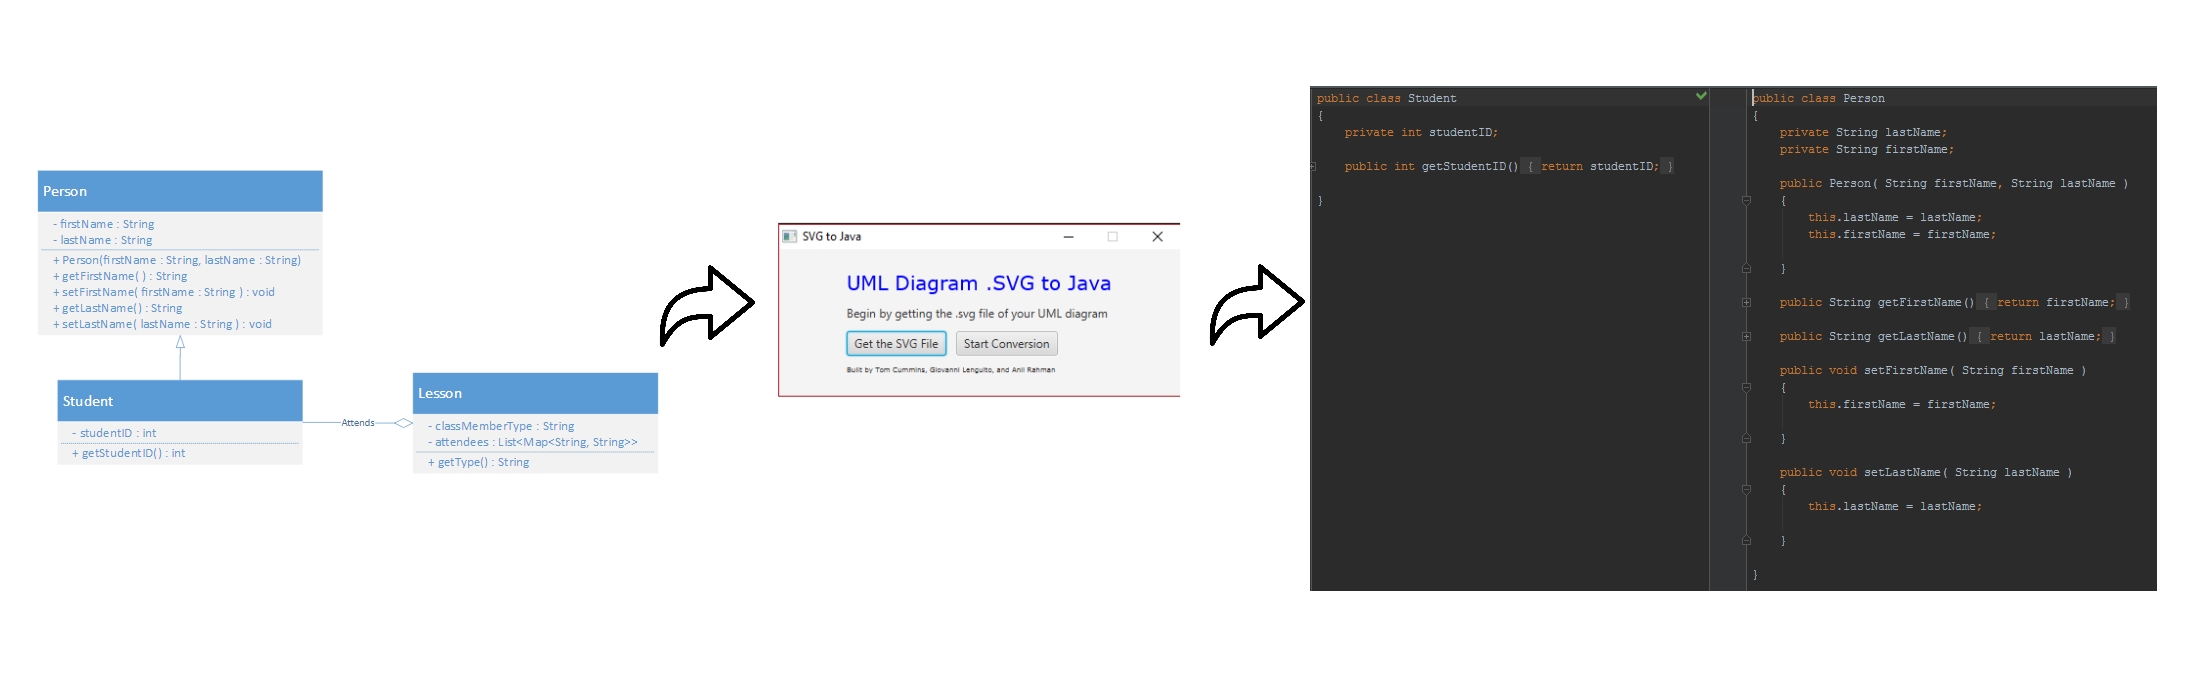 Person
- firstName : String
- lastName : String
+ Person(firstName : String, lastName : String)
+ getFirstName( ) : String
+ setFirstName( firstName : String ) : void
+ getLastName() : String
+ setLastName( lastName : String ) : void
Student
- studentID : int
+ getStudentID() : int
Attends
Lesson
- classMemberType : String
- attendees : List<Map<String, String>>
+ getType() : String
SVG to Java
UML Diagram .SVG to Java
Begin by getting the .svg file of your UML diagram
Get the SVG File
Start Conversion
Built by Tom Cummins, Giovanni Lenguito, and Anil Rahman
public class Student
{
private int studentID;
public int getStudentID() { return studentID; }
}
public class Person
{
private String lastName;
private String firstName;
public Person( String firstName, String lastName )
{
this.lastName = lastName;
this.firstName = firstName;
}
public String getFirstName() { return firstName; }
public String getLastName() { return lastName; }
public void setFirstName( String firstName )
{
this.firstName = firstName;
}
public void setLastName( String lastName )
{
this.lastName = lastName;
}
}